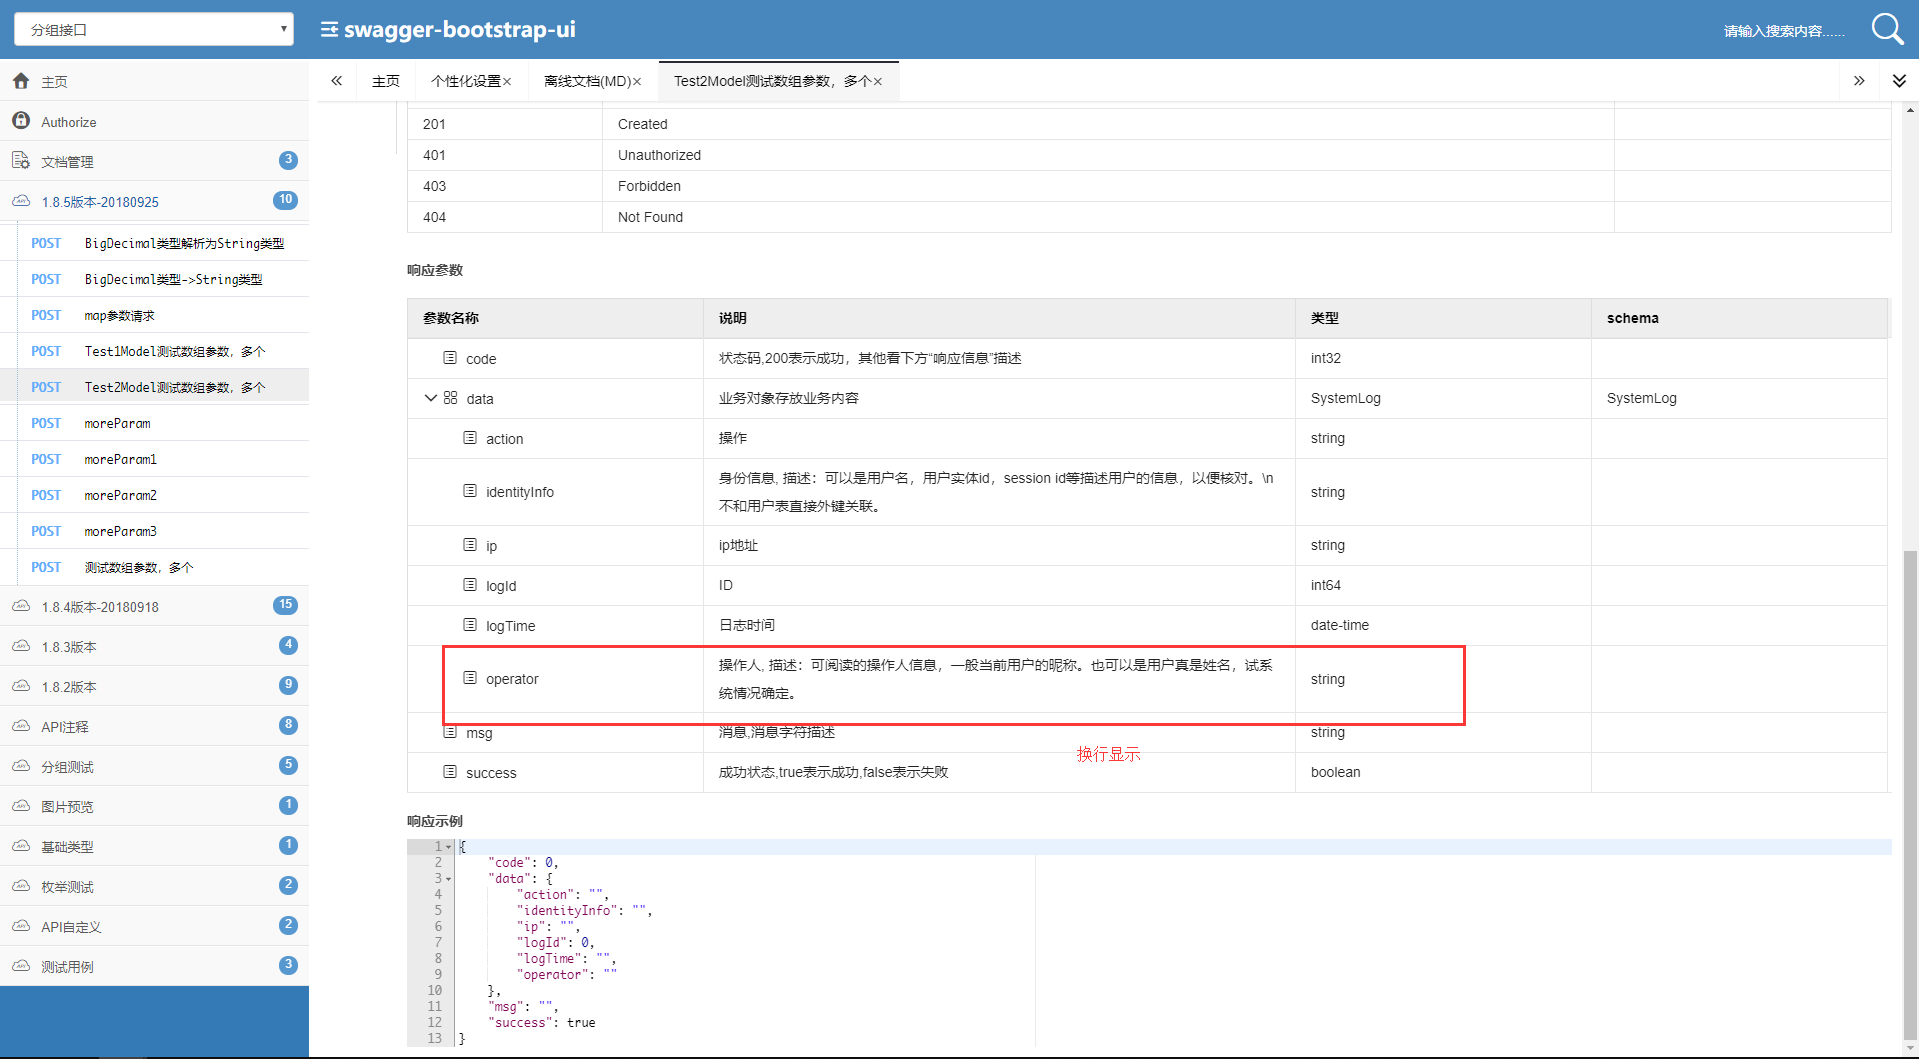 分组接口
swagger-bootstrap-ui
请输入搜索内容......
主页
Authorize
文档管理
3
1.8.5版本-20180925
10
POST BigDecimal类型解析为String类型
POST BigDecimal类型->String类型
POST map参数请求
POST Test1Model测试数组参数，多个
POST Test2Model测试数组参数，多个
POST moreParam
POST moreParam1
POST moreParam2
POST moreParam3
POST 测试数组参数，多个
1.8.4版本-20180918
15
1.8.3版本
4
1.8.2版本
9
API注释
8
分组测试
5
图片预览
1
基础类型
1
枚举测试
2
API自定义
2
测试用例
3
主页 个性化设置× 离线文档(MD)× Test2Model测试数组参数，多个×
201 Created
401 Unauthorized
403 Forbidden
404 Not Found
响应参数
参数名称 说明 类型 schema
code 状态码,200表示成功，其他看下方“响应信息”描述 int32
data 业务对象存放业务内容 SystemLog SystemLog
action 操作 string
identityInfo 身份信息, 描述：可以是用户名，用户实体id，session id等描述用户的信息，以便核对。\n string
不和用户表直接外键关联。
ip ip地址 string
logId ID int64
logTime 日志时间 date-time
operator 操作人, 描述：可阅读的操作人信息，一般当前用户的昵称。也可以是用户真是姓名，试系 string
统情况确定。
msg 消息,消息字符描述 string
换行显示
success 成功状态,true表示成功,false表示失败 boolean
响应示例
1 {
2 "code": 0,
3 "data": {
4 "action": "",
5 "identityInfo": "",
6 "ip": "",
7 "logId": 0,
8 "logTime": "",
9 "operator": ""
10 },
11 "msg": "",
12 "success": true
13 }